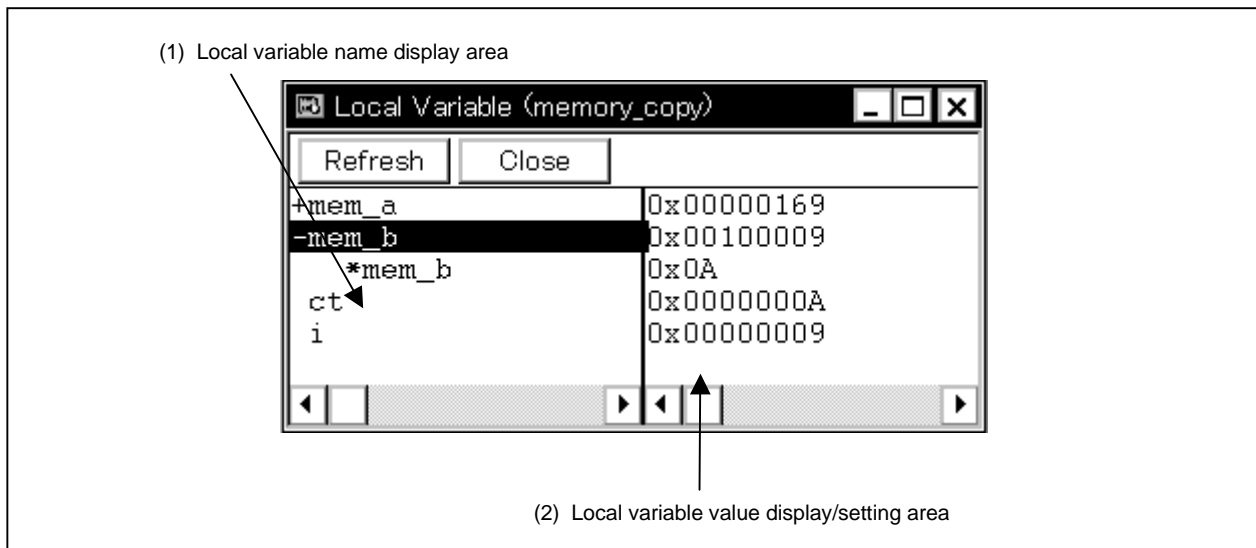 (1) Local variable name display area
Local Variable (memory_copy)
Refresh Close
+mem_a 0x00000169
-mem_b 0x00100009
*mem_b 0x0A
ct 0x0000000A
i 0x00000009
(2) Local variable value display/setting area